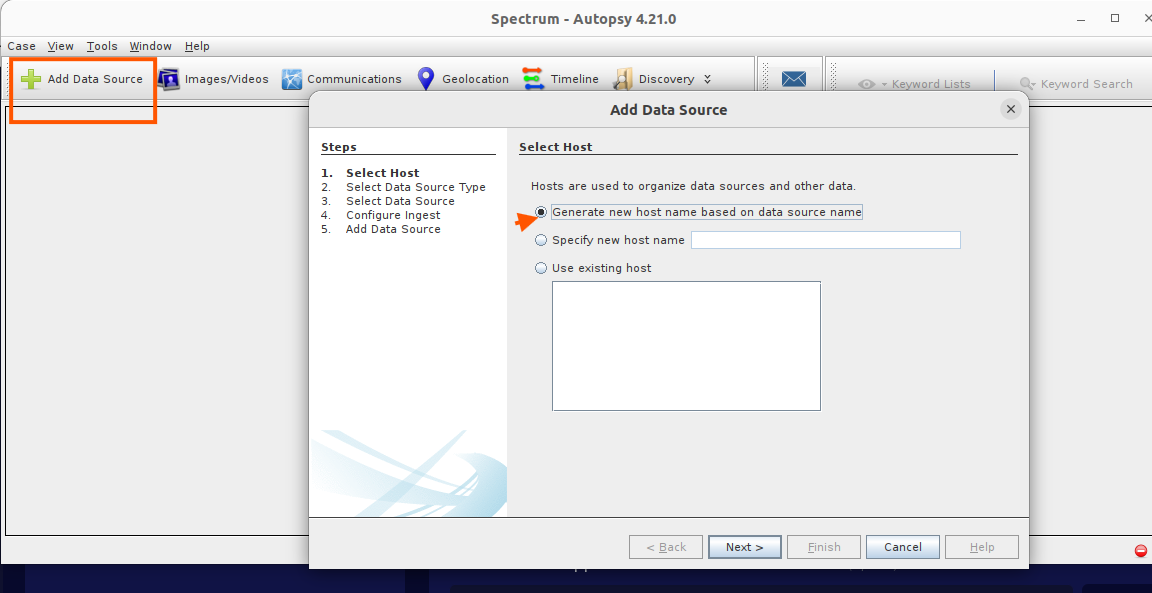 Spectrum - Autopsy 4.21.0
Case View Tools Window Help
Add Data Source Images/Videos Communications Geolocation Timeline Discovery Keyword Lists Keyword Search
Add Data Source
Steps
1. Select Host
2. Select Data Source Type
3. Select Data Source
4. Configure Ingest
5. Add Data Source
Select Host
Hosts are used to organize data sources and other data.
Generate new host name based on data source name
Specify new host name
Use existing host
< Back Next > Finish Cancel Help